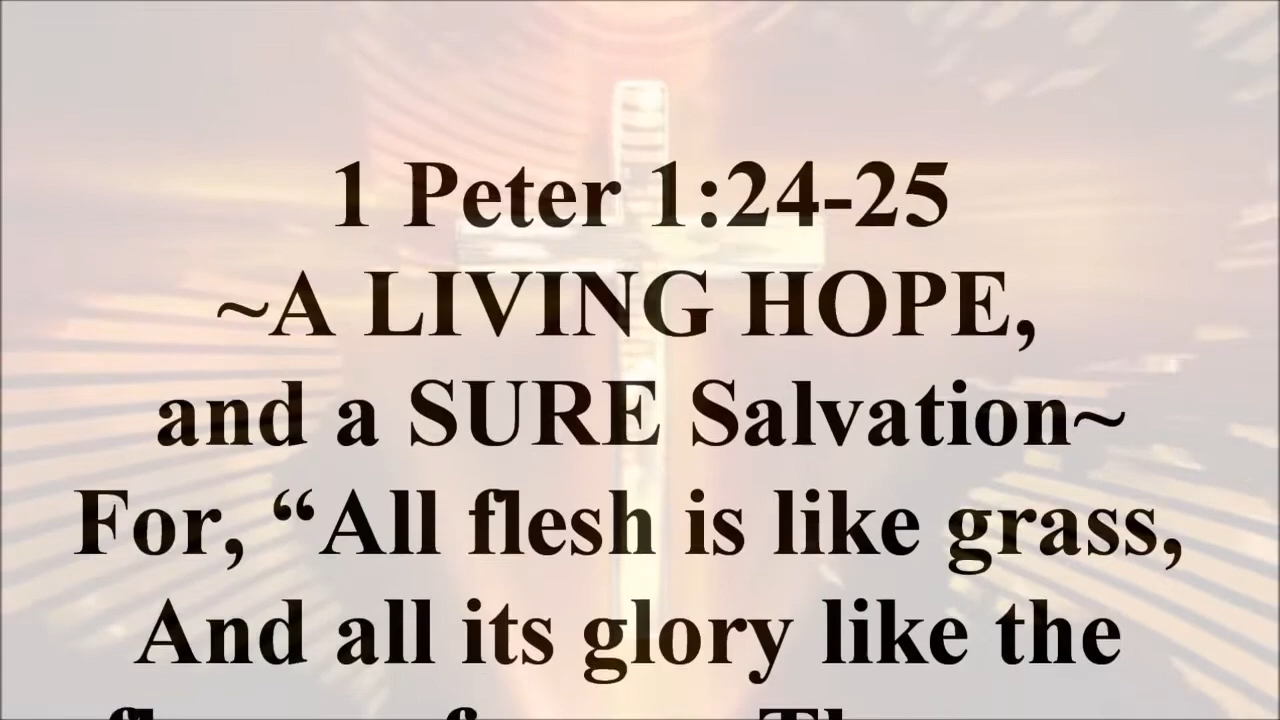 1 Peter 1:24-25
~A LIVING HOPE,
and a SURE Salvation~
For, “All flesh is like grass,
And all its glory like the